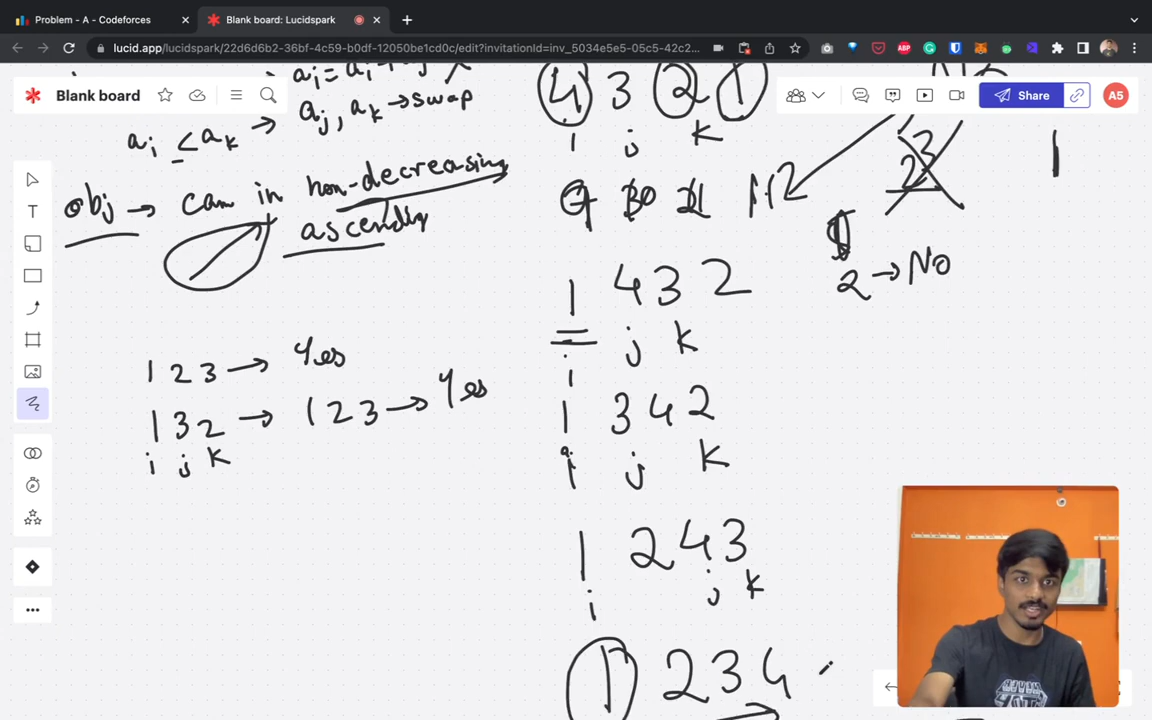 Problem - A - Codeforces
Blank board: Lucidspark
lucid.app/lucidspark/22d6d6b2-36bf-4c59-b0df-12050be1cd0c/edit?invitationId=inv_5034e5e5-05c5-42c2...
Blank board
Share
A5
aj, ak → swap
ai ≤ ak →
obj → can in non-decreasing
ascending
1 2 3 → Yes
1 3 2 → 1 2 3 → Yes
i j k
4 3 2 1
i j k
1 4 3 2
i j k
1 3 4 2
i j k
1 2 4 3
i j k
1 2 3 4
2 3
2 → No
1